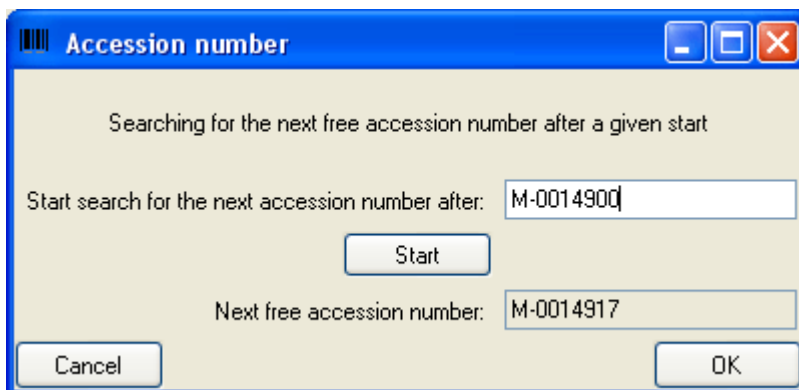 Accession number
Searching for the next free accession number after a given start
Start search for the next accession number after: M-0014900
Start
Next free accession number: M-0014917
Cancel OK